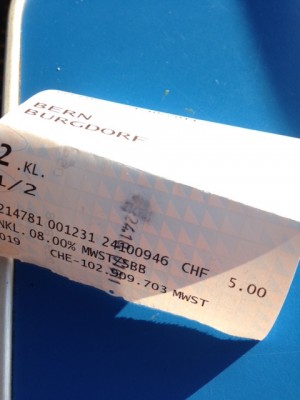 BERN
BURGDORF
2.KL.
1/2
214781 001231 24100946 CHF 5.00
NKL.08.00% MWST/SBB
019 CHE-102.909.703 MWST